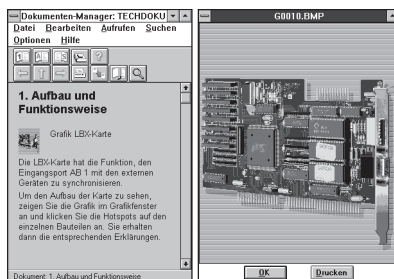 Dokumenten-Manager: TECHDOKU
Datei Bearbeiten Aufrufen Suchen
Optionen Hilfe
1. Aufbau und
Funktionsweise
Grafik LBX-Karte
Die LBX-Karte hat die Funktion, den
Eingangsport AB 1 mit den externen
Geräten zu synchronisieren.
Um den Aufbau der Karte zu sehen,
zeigen Sie die Grafik im Grafikfenster
an und klicken Sie die Hotspots auf den
einzelnen Bauteilen an. Sie erhalten
dann die entsprechenden Erklärungen.
Dokument: 1. Aufbau und Funktionsweise
G0010.BMP
OK Drucken